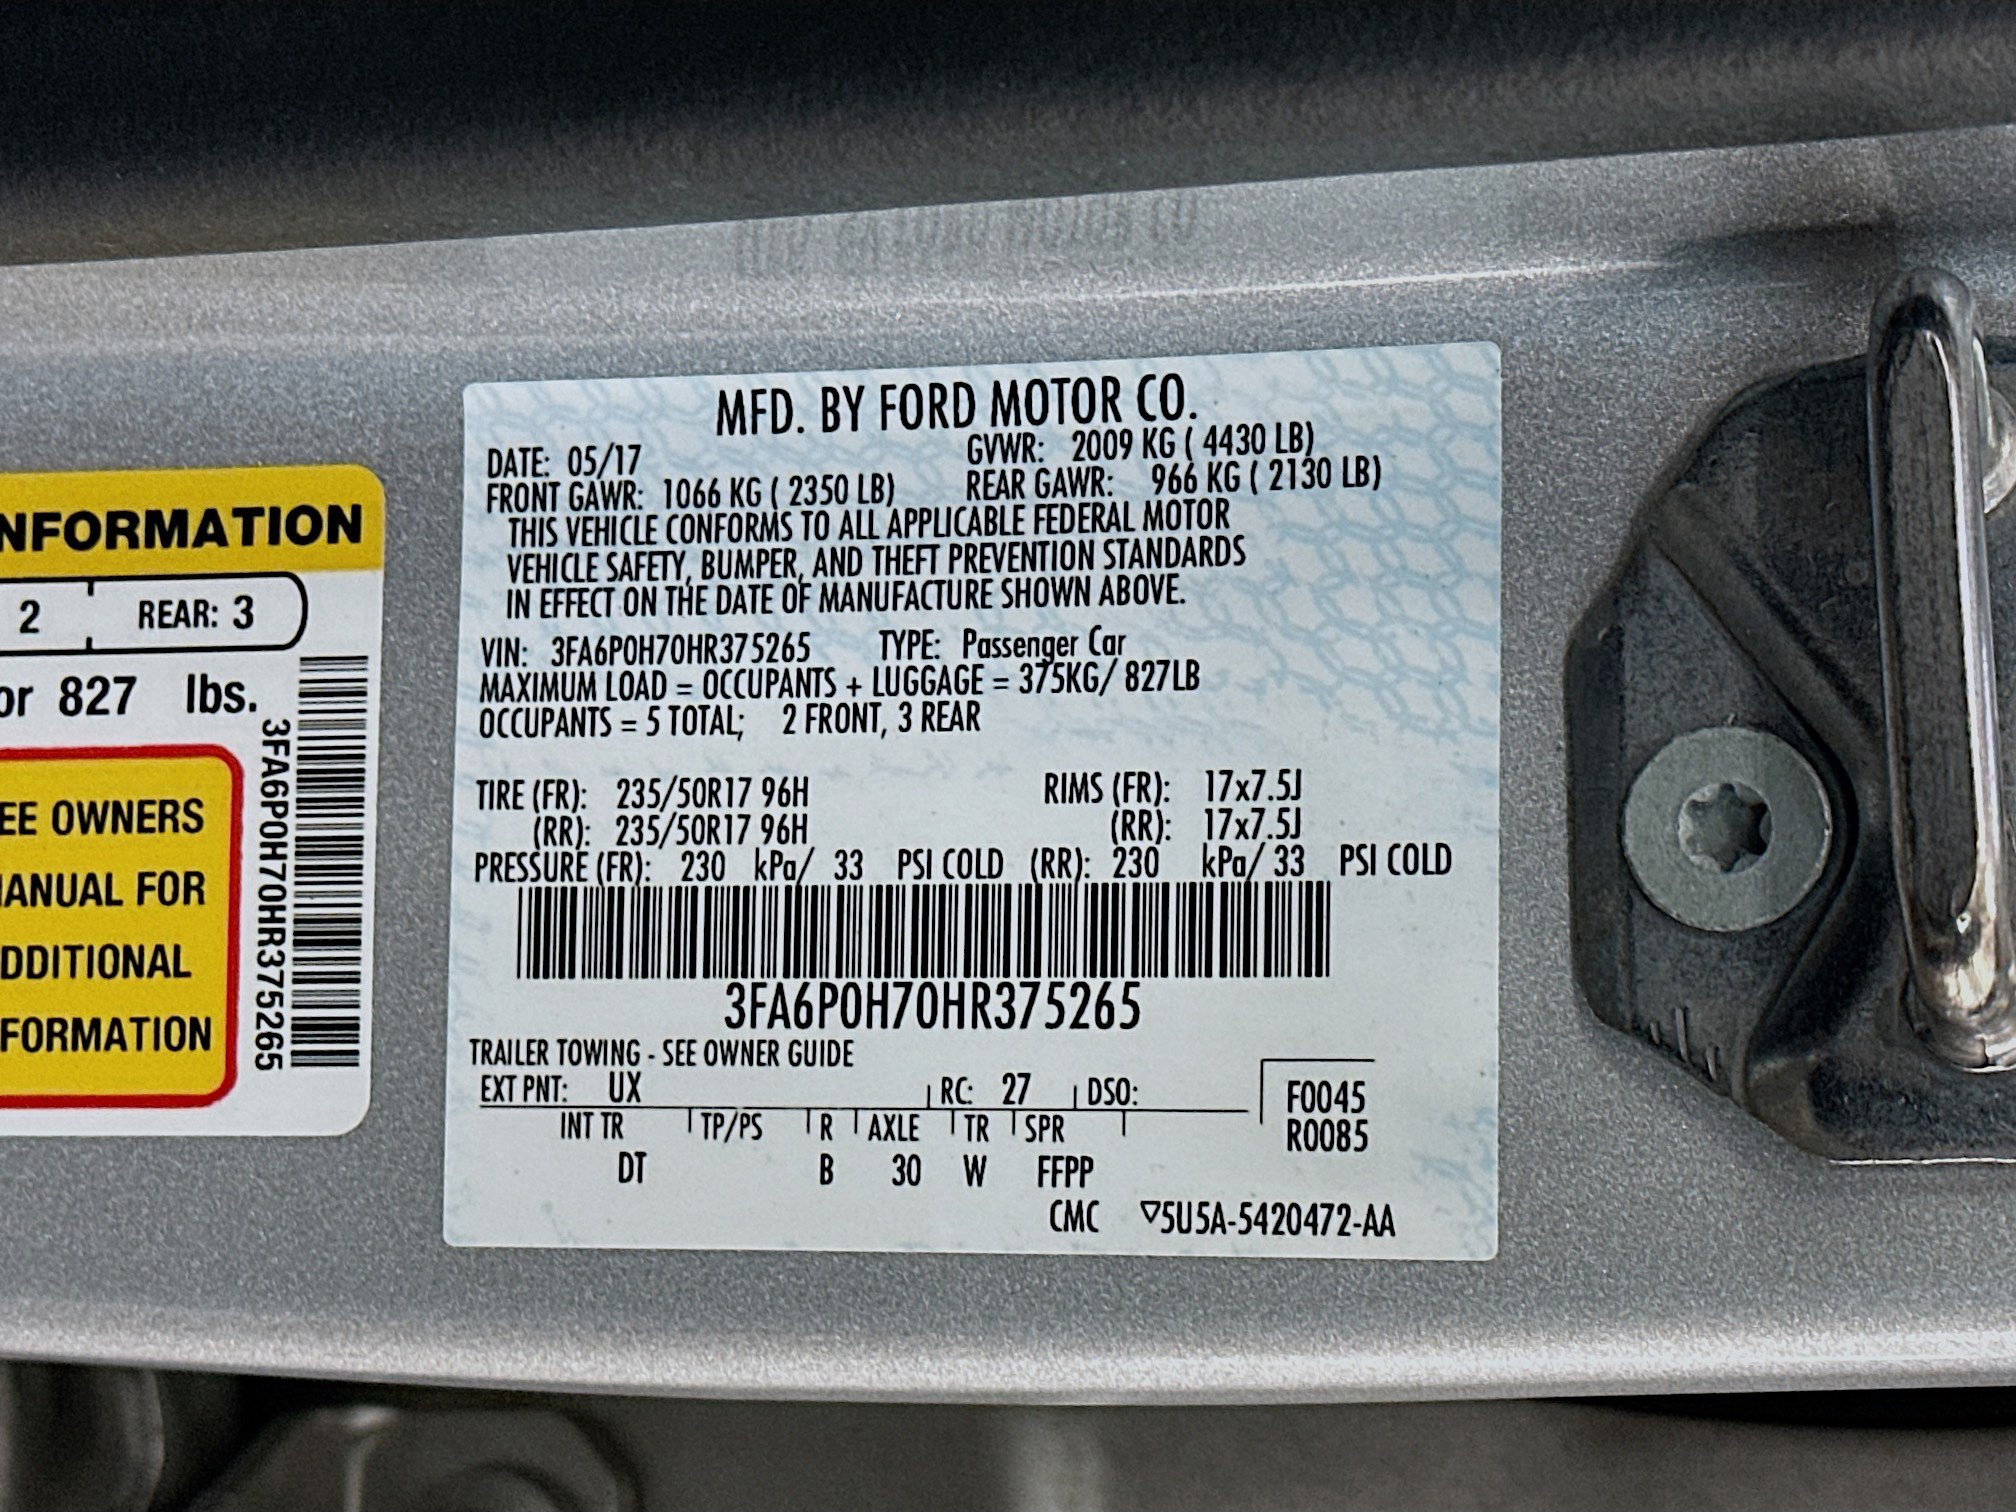 NFORMATION
2 REAR: 3
or 827 lbs.
EE OWNERS
ANUAL FOR
DDITIONAL
FORMATION
3FA6P0H70HR375265
MFD. BY FORD MOTOR CO.
DATE: 05/17 GVWR: 2009 KG ( 4430 LB)
FRONT GAWR: 1066 KG ( 2350 LB) REAR GAWR: 966 KG ( 2130 LB)
THIS VEHICLE CONFORMS TO ALL APPLICABLE FEDERAL MOTOR
VEHICLE SAFETY, BUMPER, AND THEFT PREVENTION STANDARDS
IN EFFECT ON THE DATE OF MANUFACTURE SHOWN ABOVE.
VIN: 3FA6P0H70HR375265 TYPE: Passenger Car
MAXIMUM LOAD = OCCUPANTS + LUGGAGE = 375KG/ 827LB
OCCUPANTS = 5 TOTAL; 2 FRONT, 3 REAR
TIRE (FR): 235/50R17 96H RIMS (FR): 17x7.5J
(RR): 235/50R17 96H (RR): 17x7.5J
PRESSURE (FR): 230 kPa/ 33 PSI COLD (RR): 230 kPa/ 33 PSI COLD
3FA6P0H70HR375265
TRAILER TOWING - SEE OWNER GUIDE
EXT PNT: UX RC: 27 DSO: F0045
INT TR TP/PS R AXLE TR SPR R0085
DT B 30 W FFPP
CMC ▽5U5A-5420472-AA